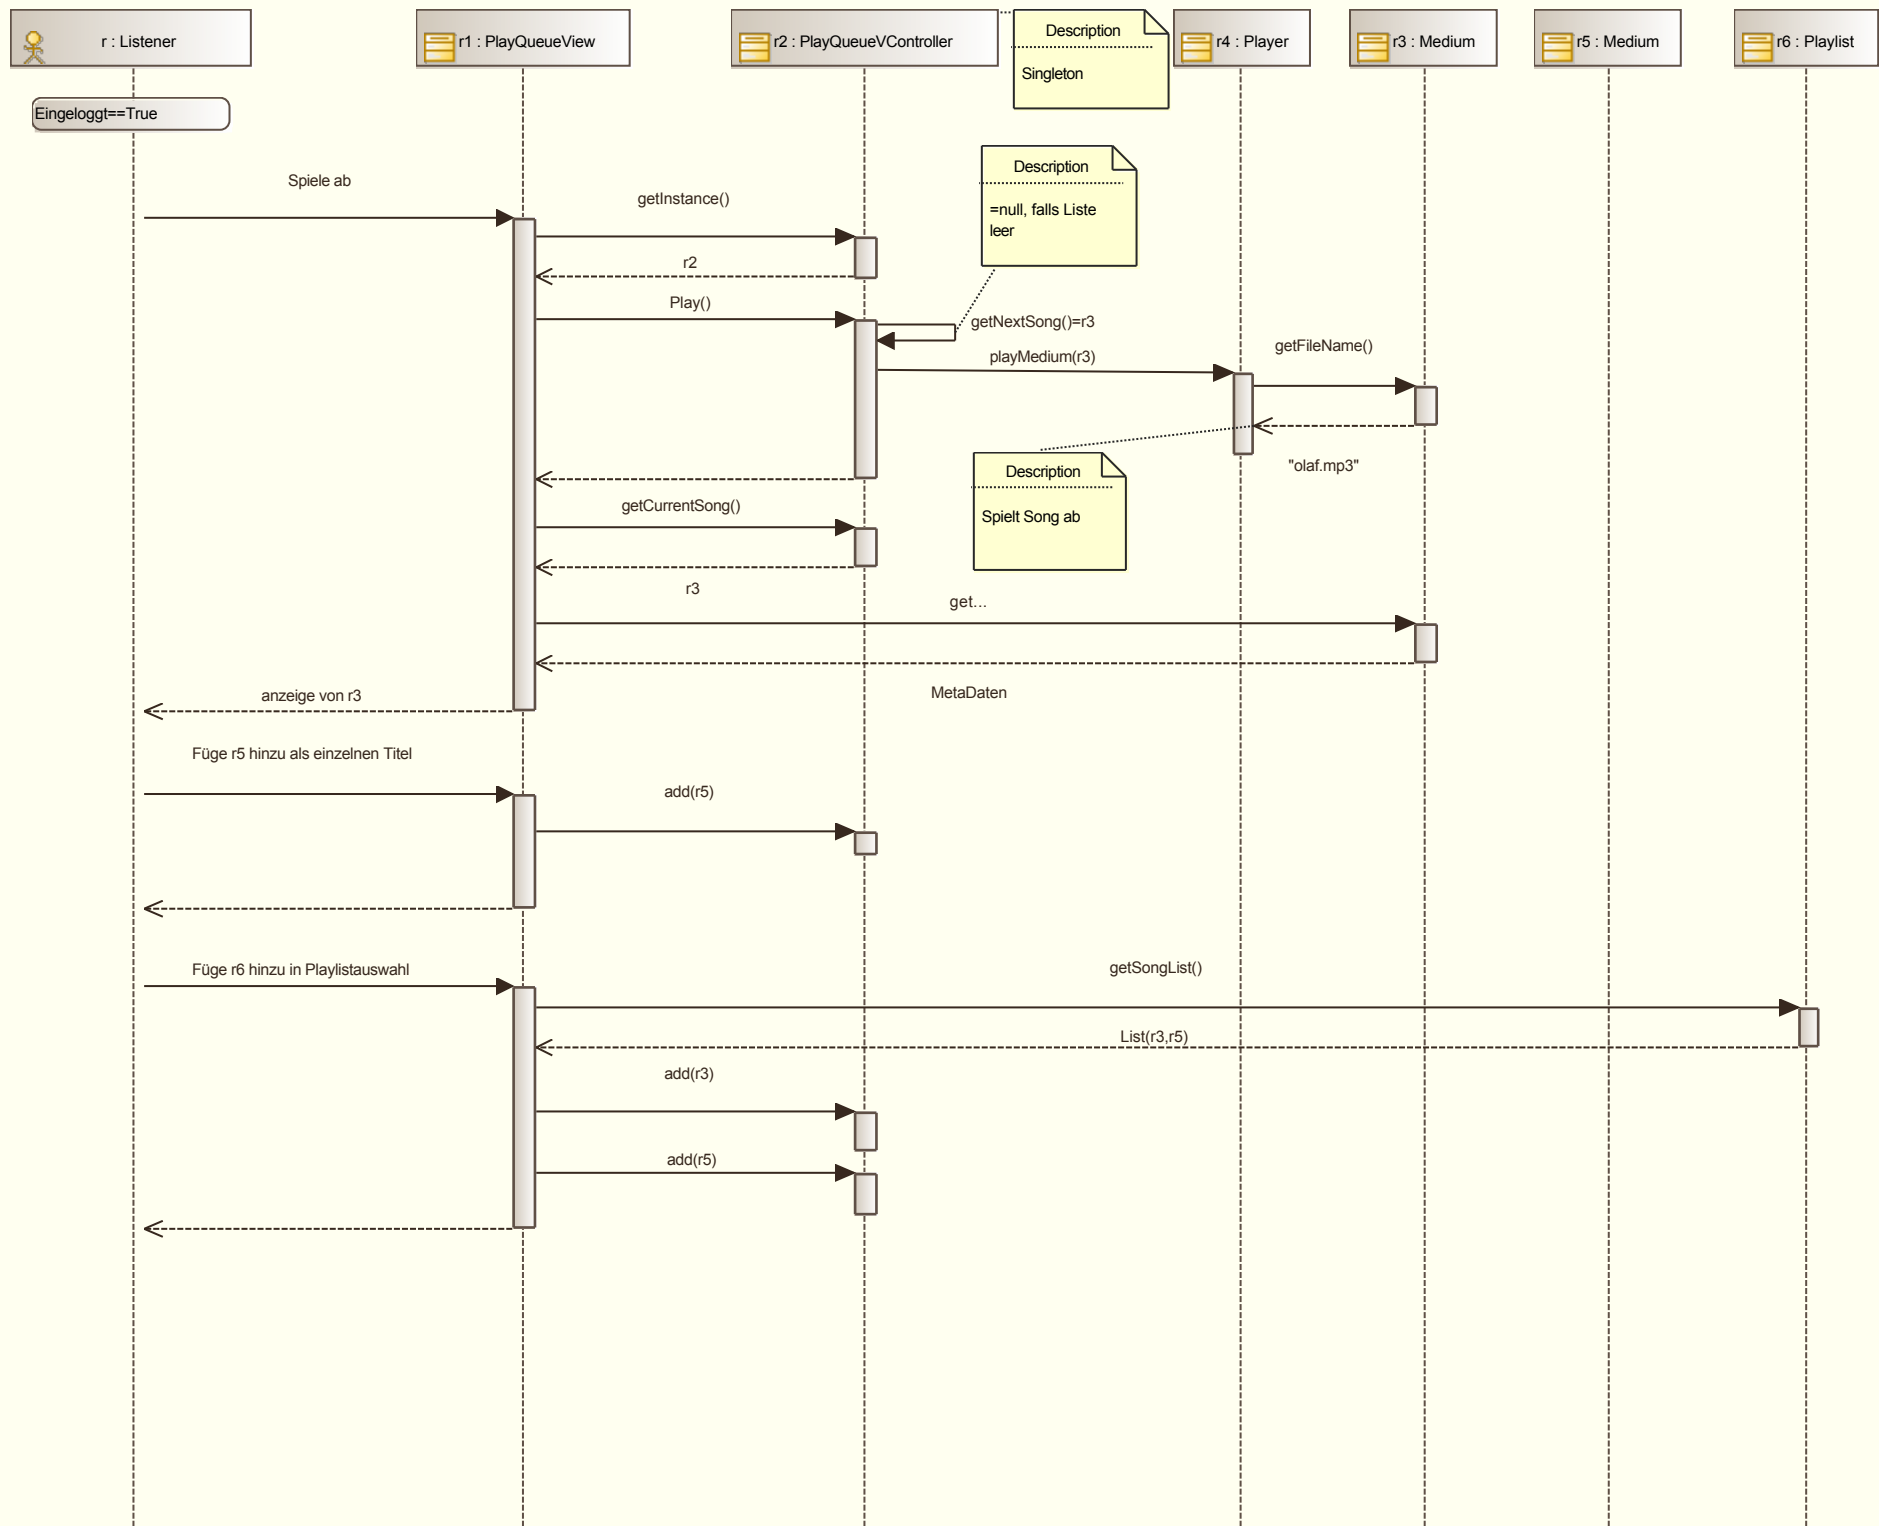 r : Listener
r1 : PlayQueueView
r2 : PlayQueueVController
Description
Singleton
r4 : Player
r3 : Medium
r5 : Medium
r6 : Playlist
Eingeloggt==True
Spiele ab
getInstance()
Description
=null, falls Liste
leer
r2
Play()
getNextSong()=r3
playMedium(r3)
getFileName()
"olaf.mp3"
Description
Spielt Song ab
getCurrentSong()
r3
get...
MetaDaten
anzeige von r3
Füge r5 hinzu als einzelnen Titel
add(r5)
Füge r6 hinzu in Playlistauswahl
getSongList()
List(r3,r5)
add(r3)
add(r5)